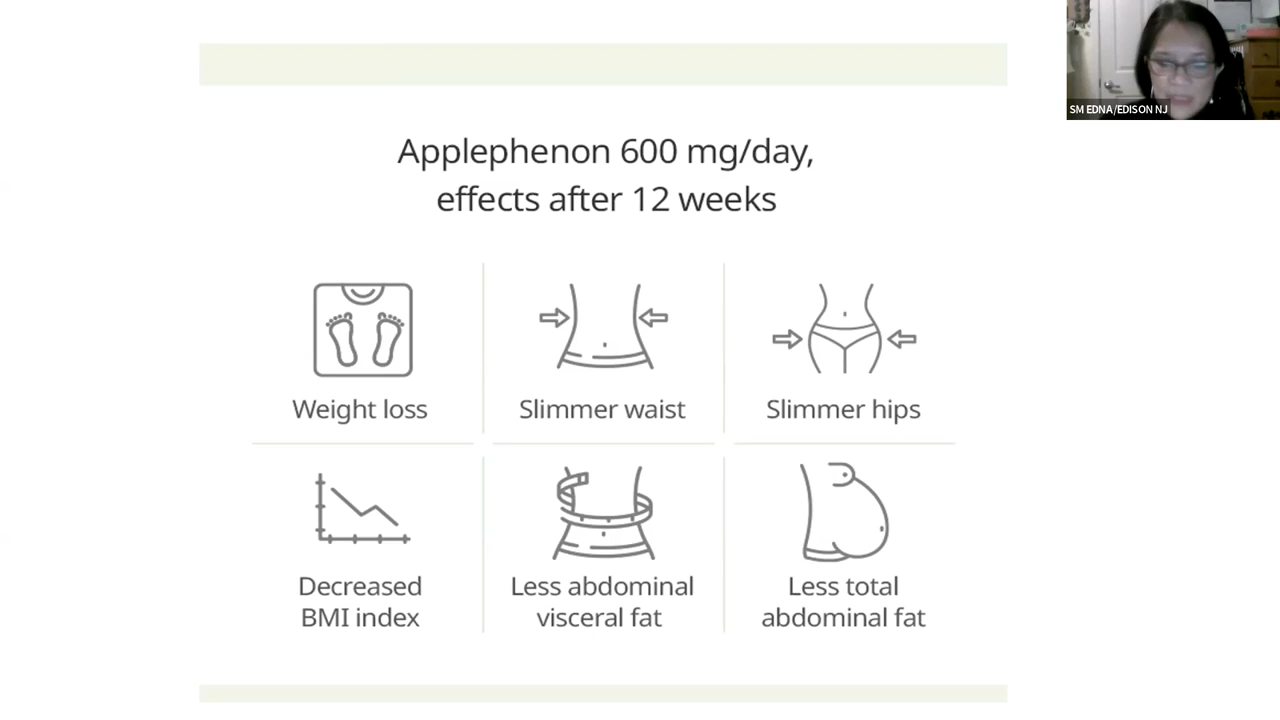 Applephenon 600 mg/day,
effects after 12 weeks
Weight loss
Slimmer waist
Slimmer hips
Decreased
BMI index
Less abdominal
visceral fat
Less total
abdominal fat
SM EDNA/EDISON NJ